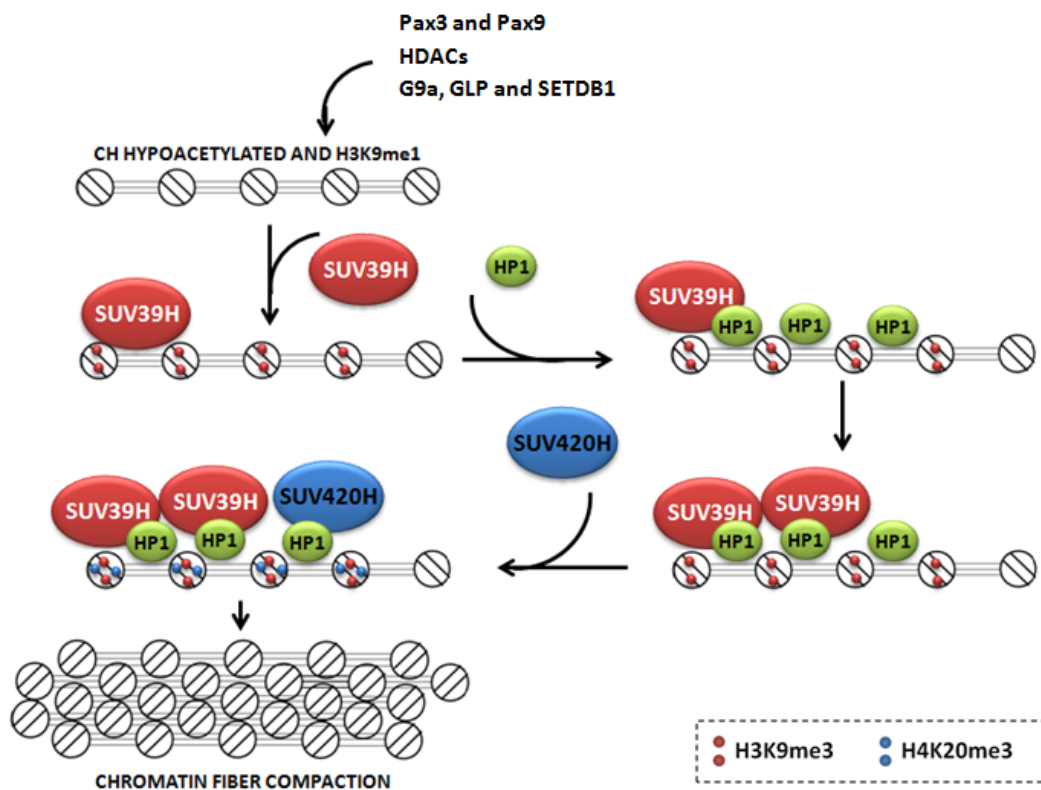 Pax3 and Pax9
HDACs
G9a, GLP and SETDB1
CH HYPOACETYLATED AND H3K9me1
SUV39H
HP1
SUV39H
SUV39H
HP1
HP1
HP1
SUV420H
SUV39H
SUV39H
SUV420H
HP1
HP1
HP1
SUV39H
SUV39H
HP1
HP1
HP1
CHROMATIN FIBER COMPACTION
H3K9me3
H4K20me3